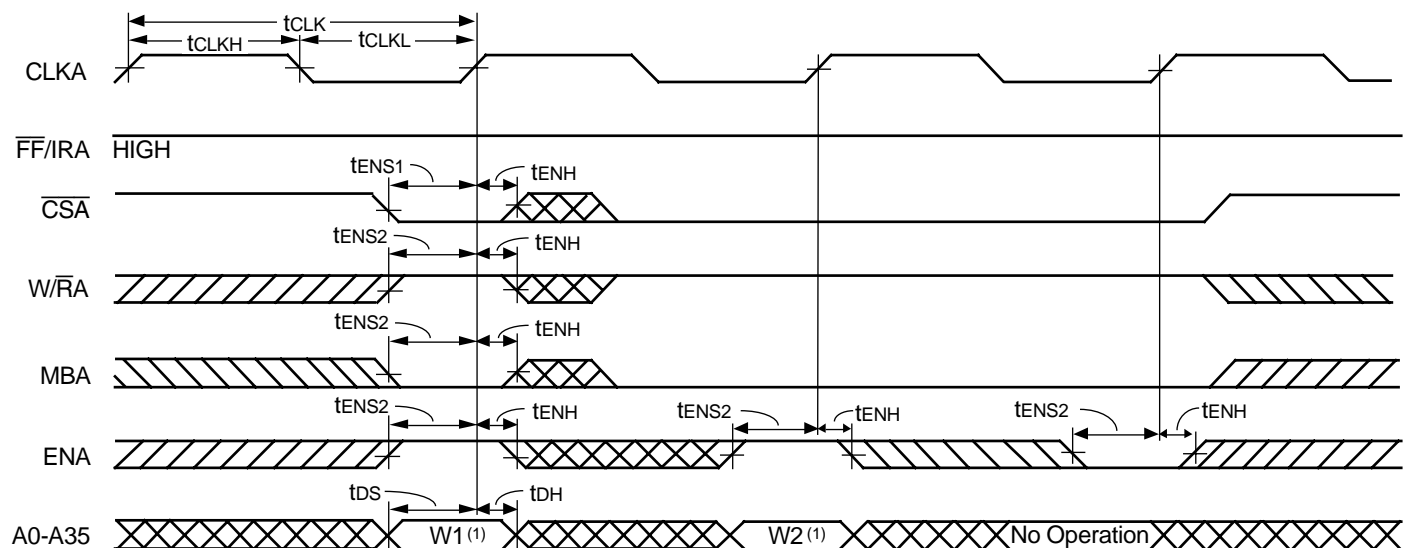 tCLK
tCLKH tCLKL
CLKA
FF/IRA HIGH
tENS1 tENH
CSA
tENS2 tENH
W/RA
tENS2 tENH
MBA
tENS2 tENH tENS2 tENH tENS2 tENH
ENA
tDS tDH
A0-A35 W1(1) W2(1) No Operation